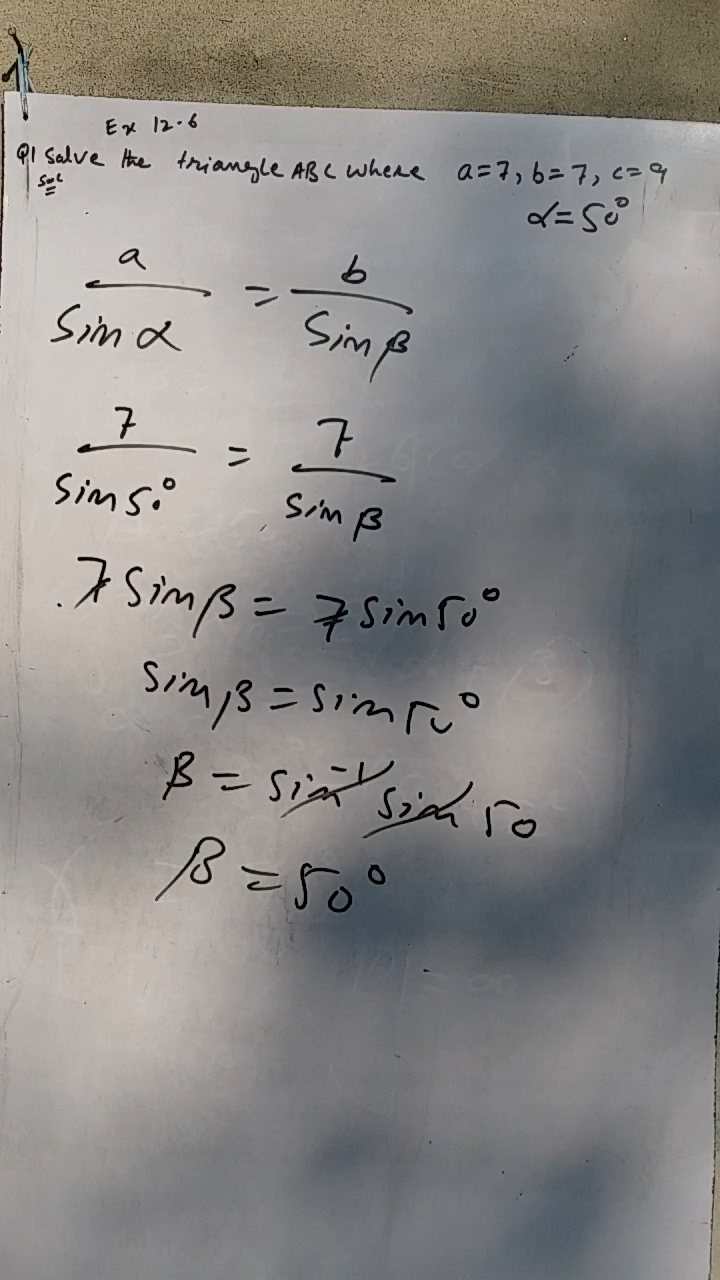 Ex 12.6
Q1 Salve the triangle ABC where a=7, b=7, c=9
Sol
α=50°
a/Sin α = b/Sin β
7/Sin 50° = 7/Sin β
7 Sin β = 7 Sin 50°
Sin β = Sin 50°
β = Sin⁻¹ Sin 50
β = 50°